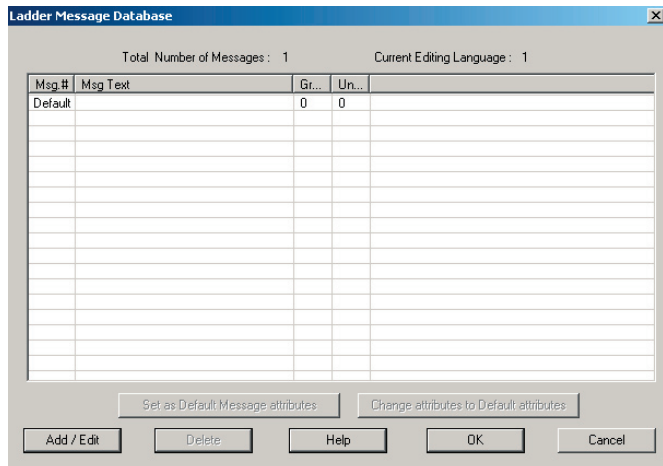 Ladder Message Database
Total Number of Messages : 1 Current Editing Language : 1
Msg.# Msg Text Gr... Un...
Default 0 0
Set as Default Message attributes Change attributes to Default attributes
Add / Edit Delete Help OK Cancel